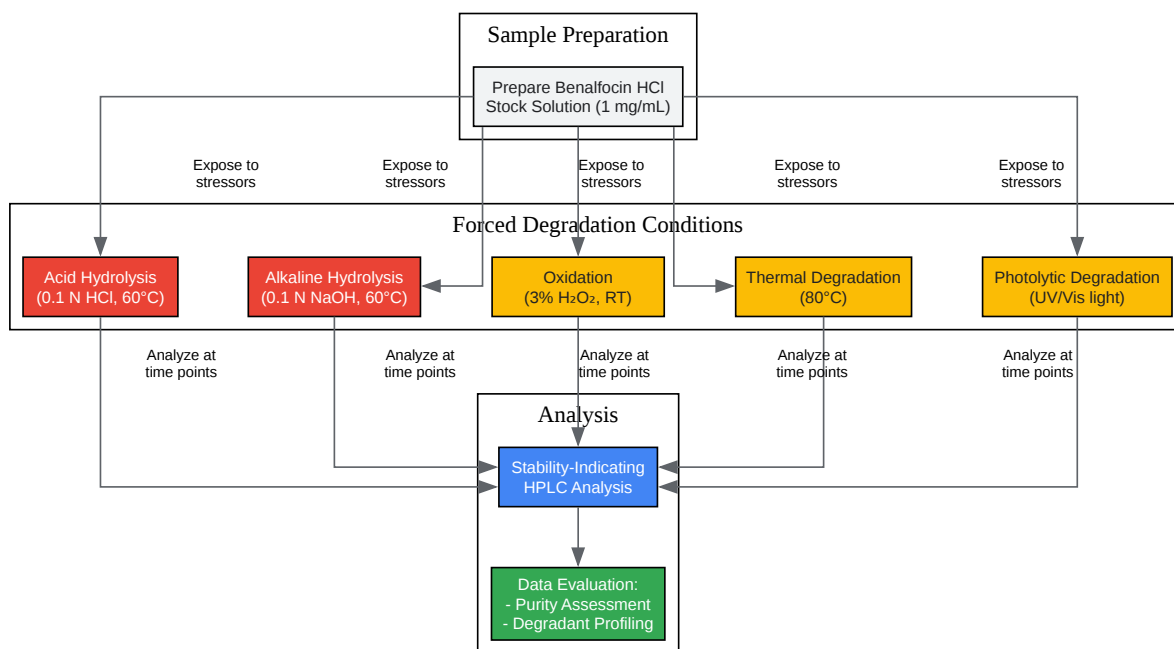 Sample Preparation
Prepare Benalfocin HCl
Stock Solution (1 mg/mL)
Expose to
stressors
Expose to
stressors
Expose to
stressors
Expose to
stressors
Expose to
stressors
Forced Degradation Conditions
Acid Hydrolysis
(0.1 N HCl, 60°C)
Alkaline Hydrolysis
(0.1 N NaOH, 60°C)
Oxidation
(3% H₂O₂, RT)
Thermal Degradation
(80°C)
Photolytic Degradation
(UV/Vis light)
Analyze at
time points
Analyze at
time points
Analyze at
time points
Analyze at
time points
Analyze at
time points
Analysis
Stability-Indicating
HPLC Analysis
Data Evaluation:
- Purity Assessment
- Degradant Profiling